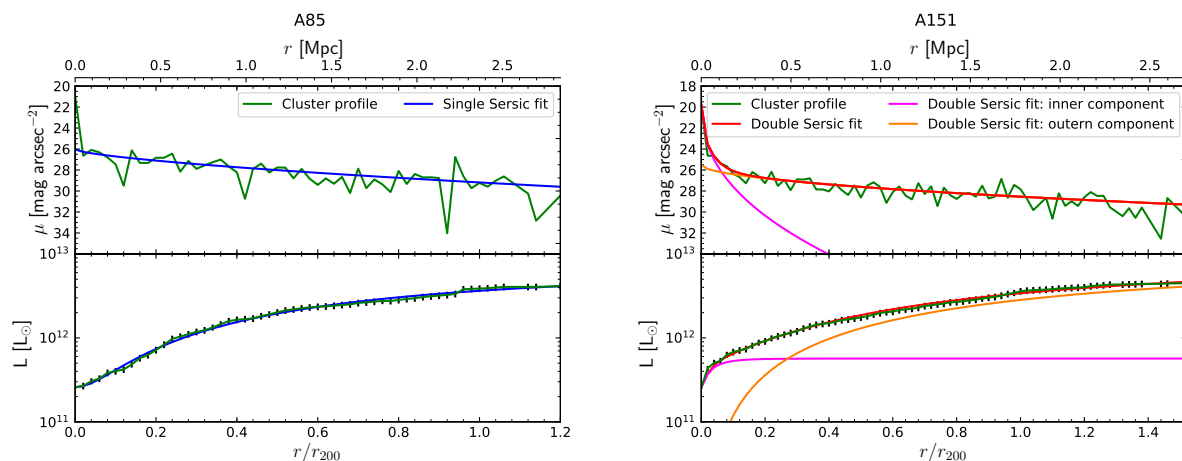 A85
r [Mpc]
0.0 0.5 1.0 1.5 2.0 2.5
20
22
24
26
28
30
32
34
μ [mag arcsec⁻²]
Cluster profile
Single Sersic fit
10¹³
10¹²
10¹¹
L [L⊙]
0.0 0.2 0.4 0.6 0.8 1.0 1.2
r/r₂₀₀
A151
r [Mpc]
0.0 0.5 1.0 1.5 2.0 2.5
18
20
22
24
26
28
30
32
μ [mag arcsec⁻²]
Cluster profile
Double Sersic fit
Double Sersic fit: inner component
Double Sersic fit: outern component
10¹³
10¹²
10¹¹
L [L⊙]
0.0 0.2 0.4 0.6 0.8 1.0 1.2 1.4
r/r₂₀₀